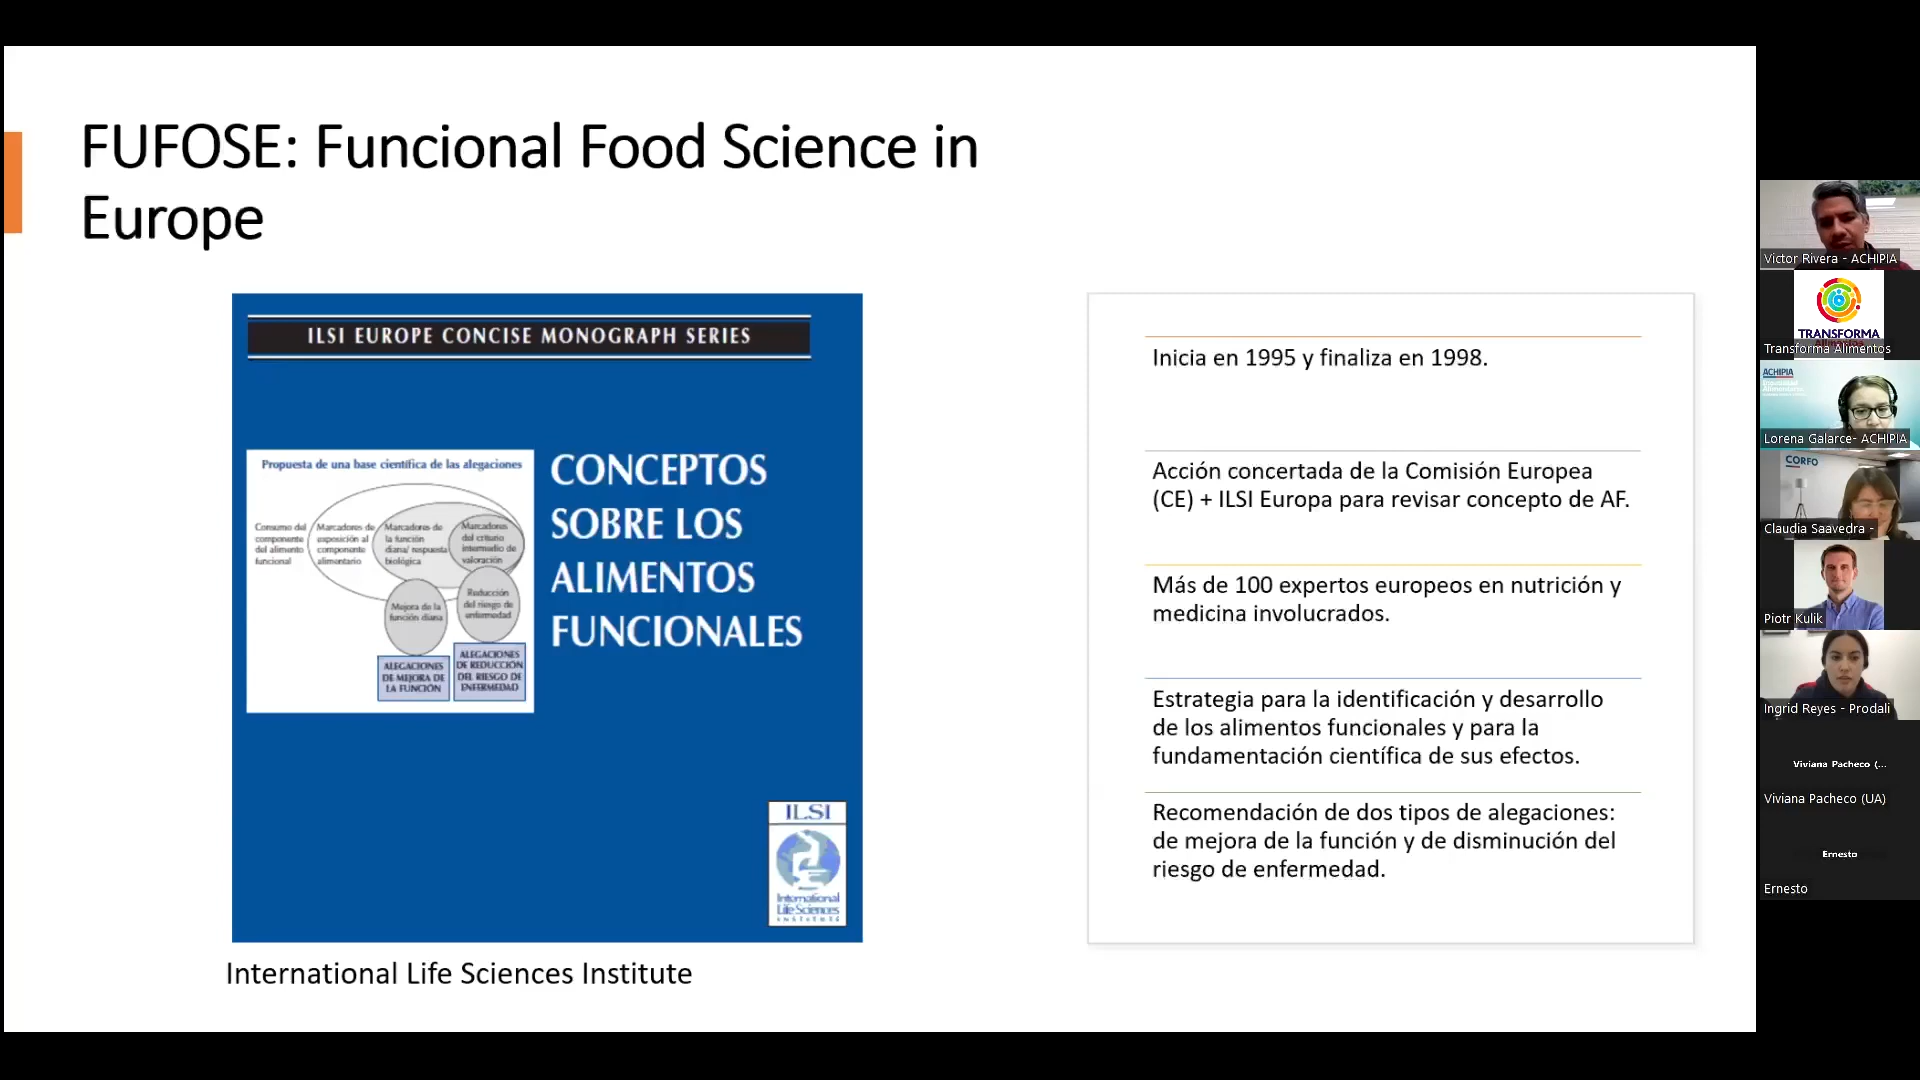 FUFOSE: Funcional Food Science in
Europe
ILSI EUROPE CONCISE MONOGRAPH SERIES
Propuesta de una base científica de las alegaciones
Consumo del
componente
del alimento
funcional
Marcadores de
exposición al
componente
alimentario
Marcadores de
la función
diana/ respuesta
biológica
Marcadores
del criterio
intermedio de
valoración
Mejora de la
función diana
Reducción
del riesgo de
enfermedad
ALEGACIONES
DE MEJORA DE
LA FUNCIÓN
ALEGACIONES
DE REDUCCIÓN
DEL RIESGO DE
ENFERMEDAD
CONCEPTOS
SOBRE LOS
ALIMENTOS
FUNCIONALES
ILSI
International
Life Sciences
INSTITUTE
International Life Sciences Institute
Inicia en 1995 y finaliza en 1998.
Acción concertada de la Comisión Europea
(CE) + ILSI Europa para revisar concepto de AF.
Más de 100 expertos europeos en nutrición y
medicina involucrados.
Estrategia para la identificación y desarrollo
de los alimentos funcionales y para la
fundamentación científica de sus efectos.
Recomendación de dos tipos de alegaciones:
de mejora de la función y de disminución del
riesgo de enfermedad.
Victor Rivera - ACHIPIA
TRANSFORMA
Transforma Alimentos
ACHIPIA
Lorena Galarce- ACHIPIA
CORFO
Claudia Saavedra -
Piotr Kulik
Ingrid Reyes - Prodali
Viviana Pacheco (...
Viviana Pacheco (UA)
Ernesto
Ernesto